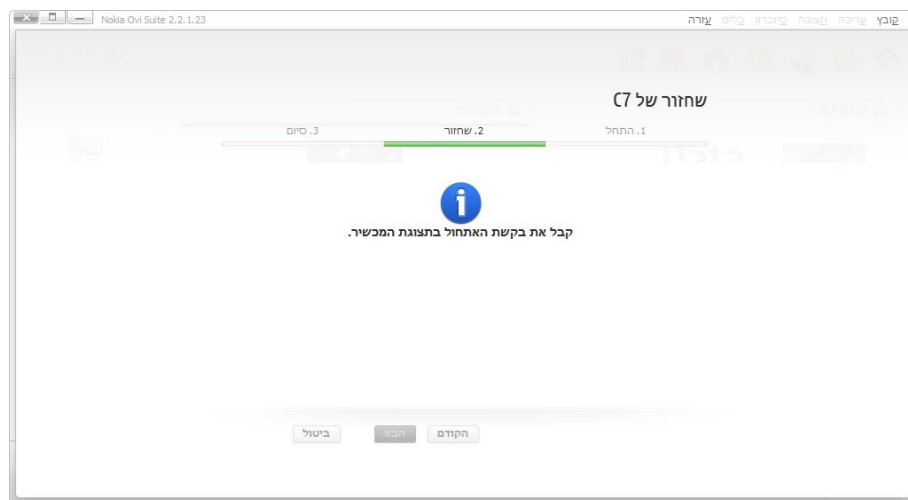 Nokia Ovi Suite 2.2.1.23
קובץ עריכה תצוגה סינכרון כלים עזרה
שחזור של C7
1. התחל 2. שחזור 3. סיום
קבל את בקשת האתחול בתצוגת המכשיר.
הקודם הבא ביטול